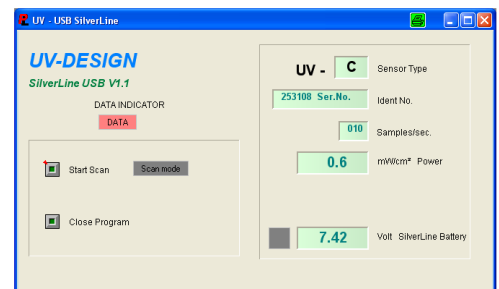 UV - USB SilverLine
UV-DESIGN
SilverLine USB V1.1
DATA INDICATOR
DATA
Start Scan
Scan mode
Close Program
UV - C Sensor Type
253108 Ser.No. Ident No.
010 Samples/sec.
0.6 mW/cm² Power
7.42 Volt SilverLine Battery